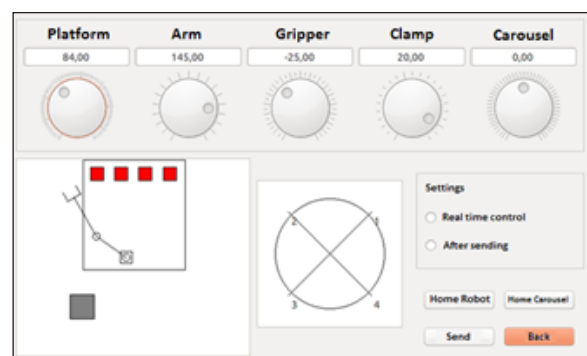 Platform Arm Gripper Clamp Carousel
84,00 145,00 -25,00 20,00 0,00
2 1
3 4
Settings
Real time control
After sending
Home Robot Home Carousel
Send Back